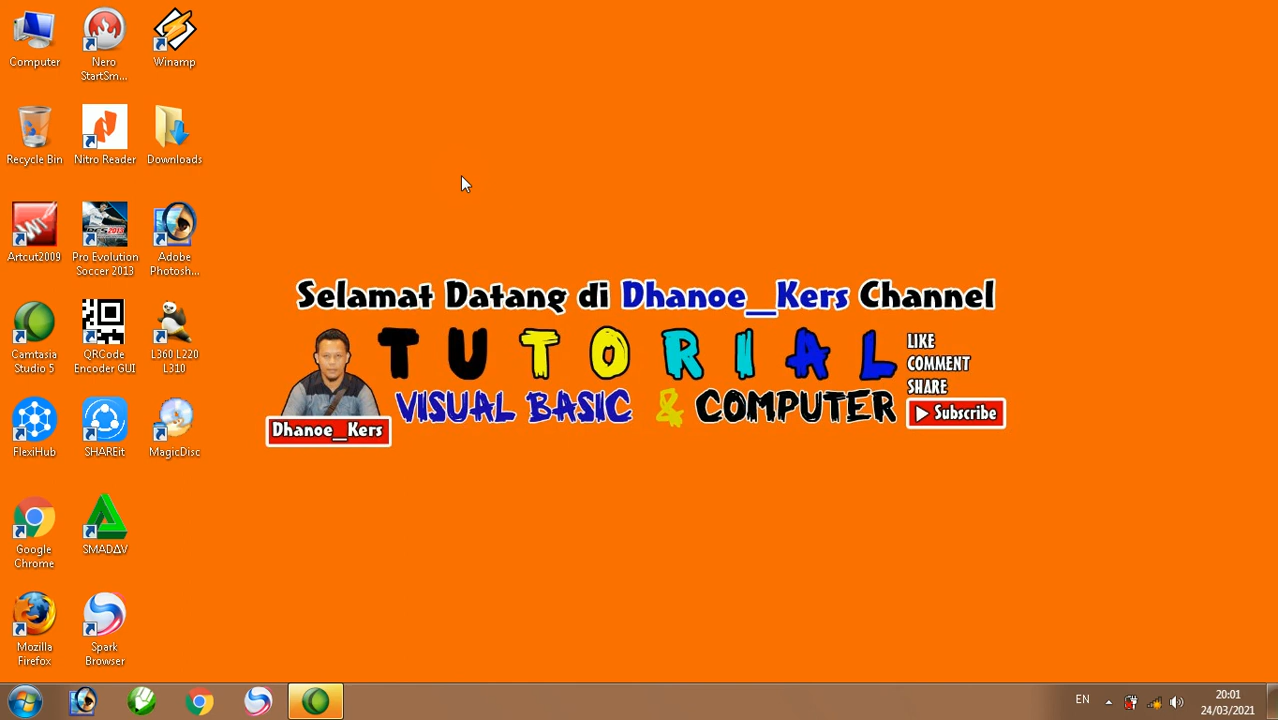 Computer
Nero
StartSm...
Winamp
Recycle Bin
Nitro Reader
Downloads
Artcut2009
Pro Evolution
Soccer 2013
Adobe
Photosh...
Camtasia
Studio 5
QRCode
Encoder GUI
L360 L220
L310
FlexiHub
SHAREit
MagicDisc
Google
Chrome
SMADΔV
Mozilla
Firefox
Spark
Browser
Selamat Datang di Dhanoe_Kers Channel
TUTORIAL
VISUAL BASIC & COMPUTER
LIKE
COMMENT
SHARE
Subscribe
Dhanoe_Kers
EN
20:01
24/03/2021